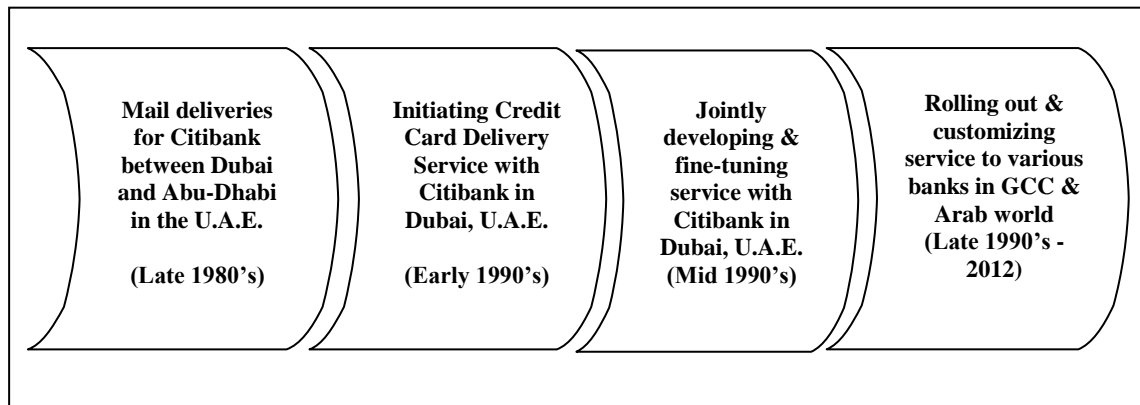 Mail deliveries
for Citibank
between Dubai
and Abu-Dhabi
in the U.A.E.
(Late 1980's)
Initiating Credit
Card Delivery
Service with
Citibank in
Dubai, U.A.E.
(Early 1990's)
Jointly
developing &
fine-tuning
service with
Citibank in
Dubai, U.A.E.
(Mid 1990's)
Rolling out &
customizing
service to various
banks in GCC &
Arab world
(Late 1990's -
2012)